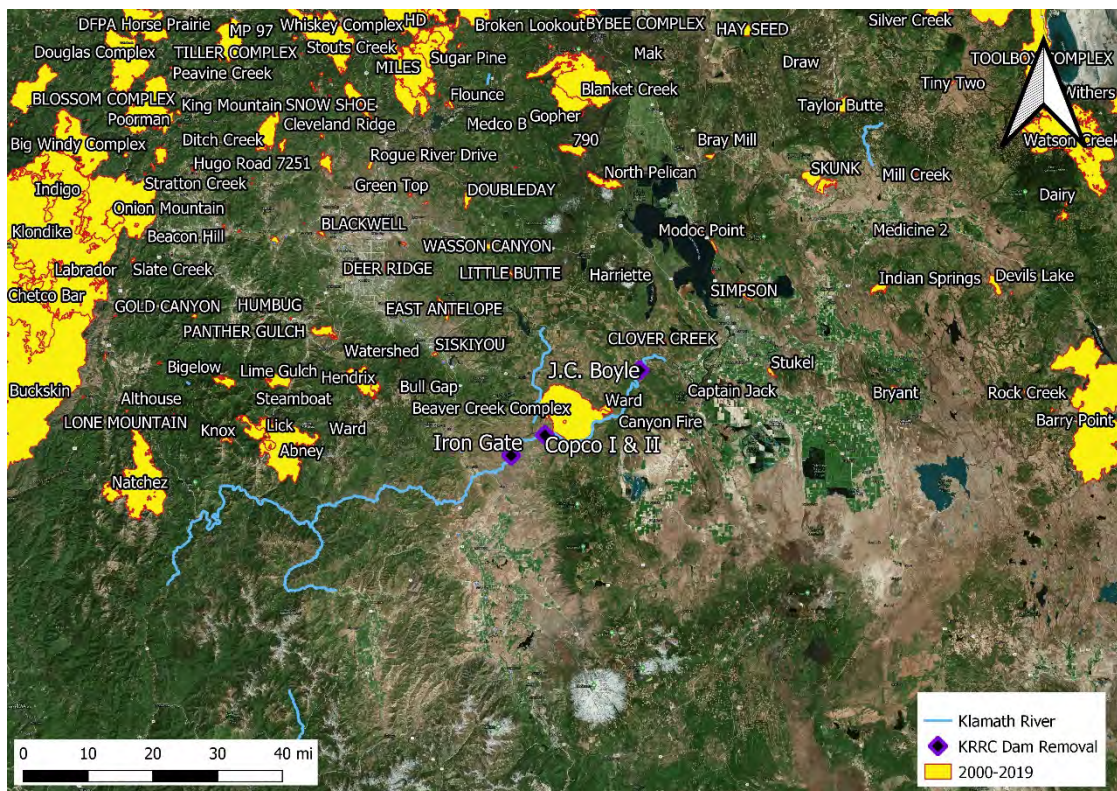 DFPA Horse Prairie
MP 97
Whiskey Complex
HD
Broken Lookout
BYBEE COMPLEX
HAY SEED
Silver Creek
Douglas Complex
TILLER COMPLEX
Stouts Creek
Sugar Pine
Mak
Draw
TOOLBOX COMPLEX
Peavine Creek
MILES
Tiny Two
Withers
BLOSSOM COMPLEX
King Mountain
SNOW SHOE
Flounce
Blanket Creek
Taylor Butte
Poorman
Cleveland Ridge
Medco B
Gopher
Big Windy Complex
Ditch Creek
790
Bray Mill
Watson Creek
Hugo Road 7251
Rogue River Drive
Indigo
Stratton Creek
Green Top
DOUBLEDAY
North Pelican
SKUNK
Mill Creek
Dairy
Onion Mountain
Klondike
Beacon Hill
BLACKWELL
WASSON CANYON
Modoc Point
Medicine 2
Labrador
Slate Creek
DEER RIDGE
LITTLE BUTTE
Harriette
Indian Springs
Devils Lake
Chetco Bar
GOLD CANYON
HUMBUG
EAST ANTELOPE
SIMPSON
PANTHER GULCH
Watershed
SISKIYOU
CLOVER CREEK
Bigelow
Lime Gulch
Hendrix
J.C. Boyle
Stukel
Buckskin
Althouse
Steamboat
Bull Gap
Ward
Captain Jack
Bryant
Rock Creek
LONE MOUNTAIN
Lick
Beaver Creek Complex
Canyon Fire
Barry Point
Knox
Ward
Abney
Iron Gate
Copco I & II
Natchez
Klamath River
KRRC Dam Removal
2000-2019
0 10 20 30 40 mi